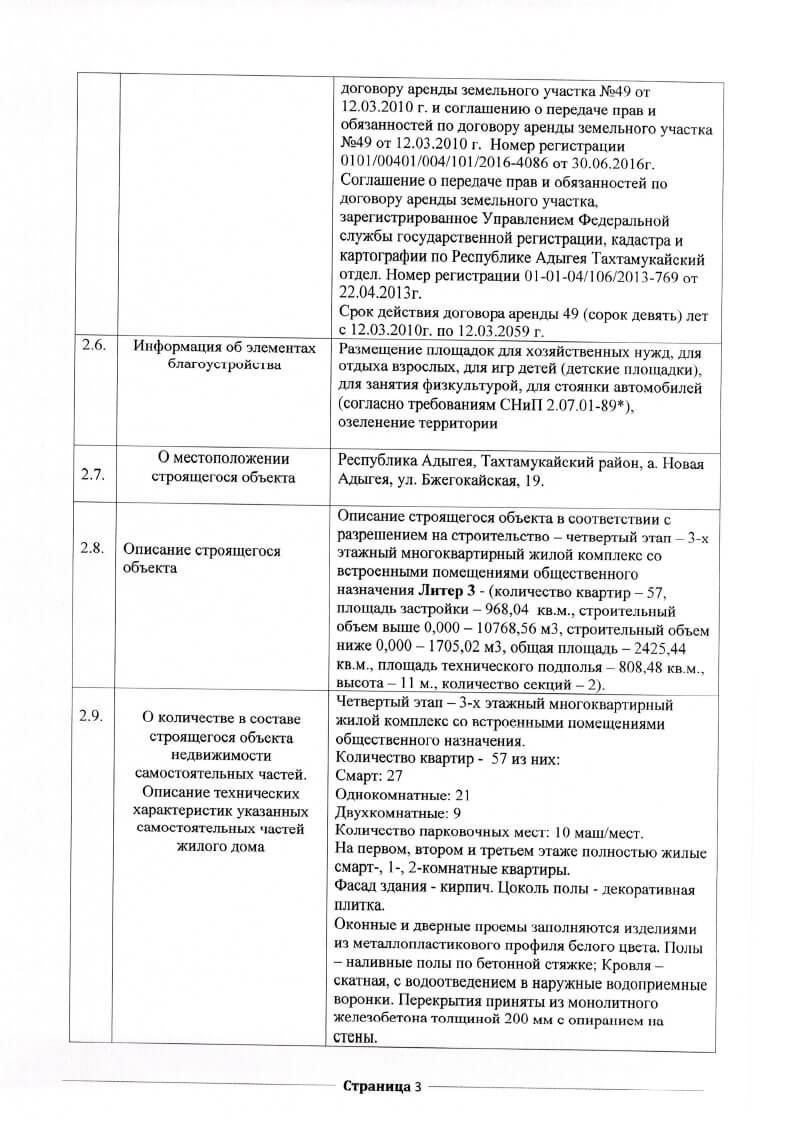 договору аренды земельного участка №49 от
12.03.2010 г. и соглашению о передаче прав и
обязанностей по договору аренды земельного участка
№49 от 12.03.2010 г. Номер регистрации
0101/00401/004/101/2016-4086 от 30.06.2016г.
Соглашение о передаче прав и обязанностей по
договору аренды земельного участка,
зарегистрированное Управлением Федеральной
службы государственной регистрации, кадастра и
картографии по Республике Адыгея Тахтамукайский
отдел. Номер регистрации 01-01-04/106/2013-769 от
22.04.2013г.
Срок действия договора аренды 49 (сорок девять) лет
с 12.03.2010г. по 12.03.2059 г.
2.6.
Информация об элементах
благоустройства
Размещение площадок для хозяйственных нужд, для
отдыха взрослых, для игр детей (детские площадки),
для занятия физкультурой, для стоянки автомобилей
(согласно требованиям СНиП 2.07.01-89*),
озеленение территории
2.7.
О местоположении
строящегося объекта
Республика Адыгея, Тахтамукайский район, а. Новая
Адыгея, ул. Бжегокайская, 19.
2.8.
Описание строящегося
объекта
Описание строящегося объекта в соответствии с
разрешением на строительство – четвертый этап – 3-х
этажный многоквартирный жилой комплекс со
встроенными помещениями общественного
назначения Литер 3 - (количество квартир – 57,
площадь застройки – 968,04 кв.м., строительный
объем выше 0,000 – 10768,56 м3, строительный объем
ниже 0,000 – 1705,02 м3, общая площадь – 2425,44
кв.м., площадь технического подполья – 808,48 кв.м.,
высота – 11 м., количество секций – 2).
2.9.
О количестве в составе
строящегося объекта
недвижимости
самостоятельных частей.
Описание технических
характеристик указанных
самостоятельных частей
жилого дома
Четвертый этап – 3-х этажный многоквартирный
жилой комплекс со встроенными помещениями
общественного назначения.
Количество квартир - 57 из них:
Смарт: 27
Однокомнатные: 21
Двухкомнатные: 9
Количество парковочных мест: 10 маш/мест.
На первом, втором и третьем этаже полностью жилые
смарт-, 1-, 2-комнатные квартиры.
Фасад здания - кирпич. Цоколь полы - декоративная
плитка.
Оконные и дверные проемы заполняются изделиями
из металлопластикового профиля белого цвета. Полы
– наливные полы по бетонной стяжке; Кровля –
скатная, с водоотведением в наружные водоприемные
воронки. Перекрытия приняты из монолитного
железобетона толщиной 200 мм с опиранием на
стены.
Страница 3